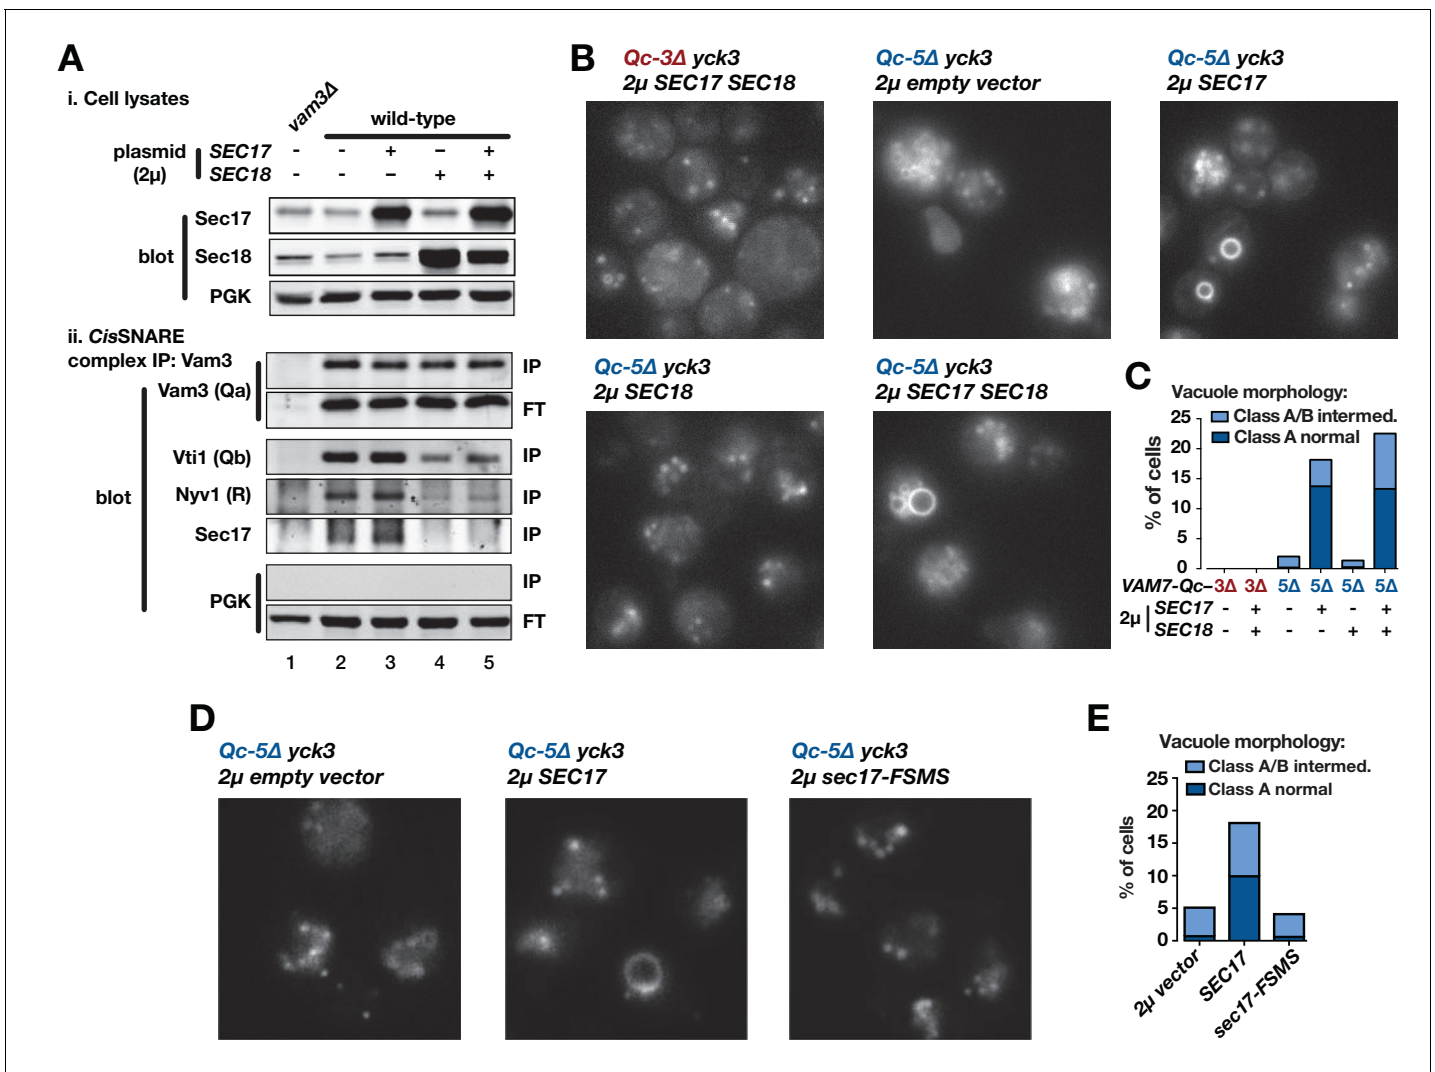 A
i. Cell lysates
vam3Δ
wild-type
plasmid
(2μ)
SEC17 - - + – +
SEC18 - - – + +
blot
Sec17
Sec18
PGK
ii. CisSNARE
complex IP: Vam3
Vam3 (Qa)
IP
FT
blot
Vti1 (Qb) IP
Nyv1 (R) IP
Sec17 IP
PGK
IP
FT
1 2 3 4 5
B
Qc-3Δ yck3
2μ SEC17 SEC18
Qc-5Δ yck3
2μ empty vector
Qc-5Δ yck3
2μ SEC17
Qc-5Δ yck3
2μ SEC18
Qc-5Δ yck3
2μ SEC17 SEC18
C
Vacuole morphology:
Class A/B intermed.
Class A normal
% of cells
25
20
15
10
5
0
VAM7-Qc– 3Δ 3Δ 5Δ 5Δ 5Δ 5Δ
2μ
SEC17 - + - + - +
SEC18 - + - - + +
D
Qc-5Δ yck3
2μ empty vector
Qc-5Δ yck3
2μ SEC17
Qc-5Δ yck3
2μ sec17-FSMS
E
Vacuole morphology:
Class A/B intermed.
Class A normal
% of cells
25
20
15
10
5
0
2μ vector
SEC17
sec17-FSMS